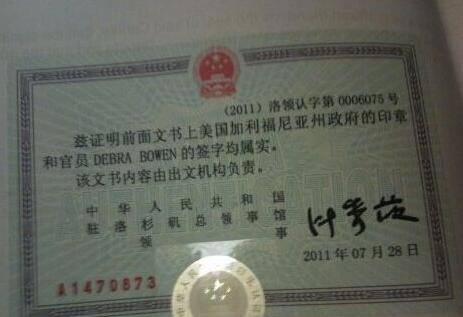 (2011) 洛领认字第 0006075 号
兹证明前面文书上美国加利福尼亚州政府的印章
和官员 DEBRA BOWEN 的签字均属实。
该文书内容由出文机构负责。
中华人民共和国
驻洛杉矶总领事馆
领事
2011 年 07 月 28 日
A1470873